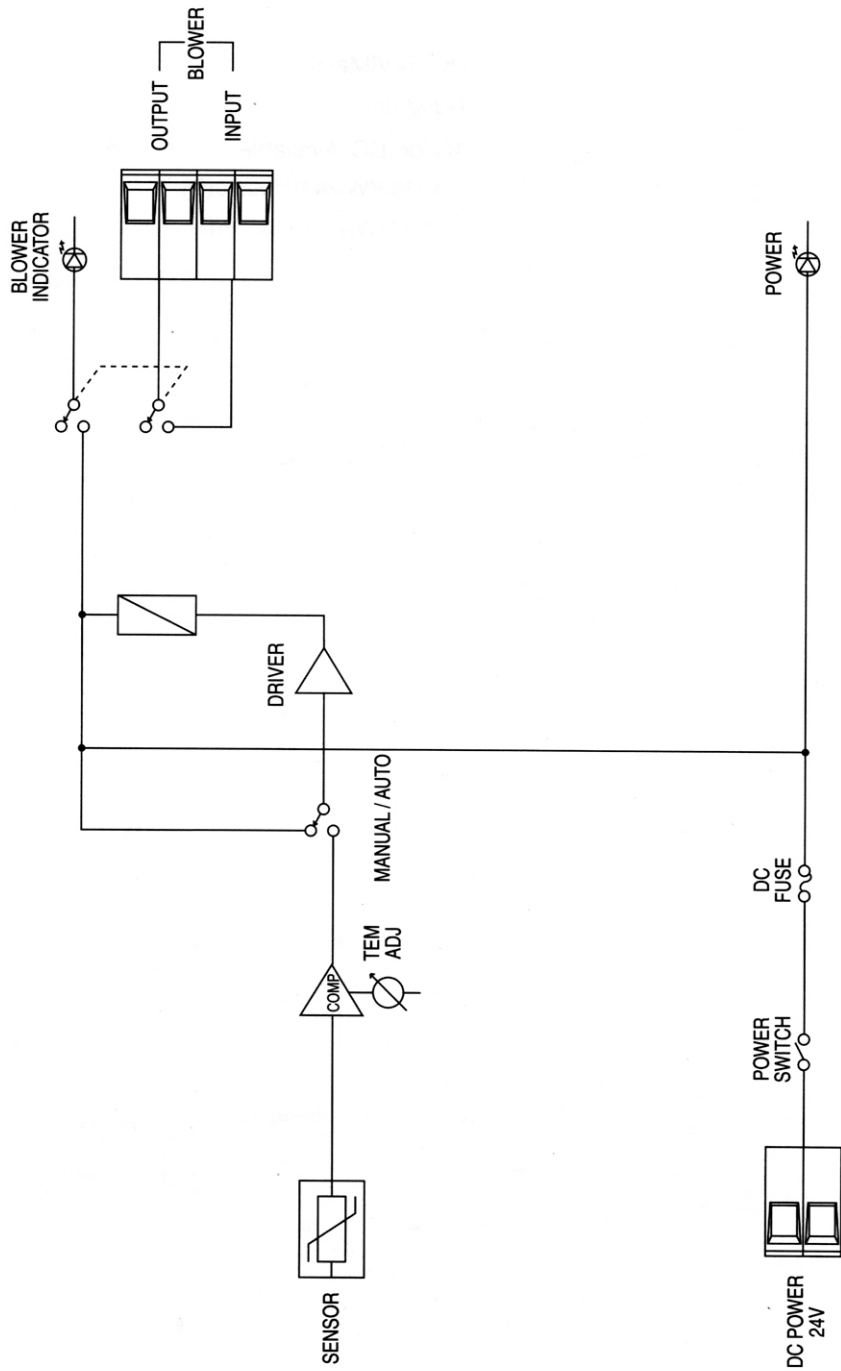 BLOWER
INDICATOR
OUTPUT
BLOWER
INPUT
DRIVER
MANUAL / AUTO
COMP
TEM
ADJ
SENSOR
POWER
DC
FUSE
POWER
SWITCH
DC POWER
24V